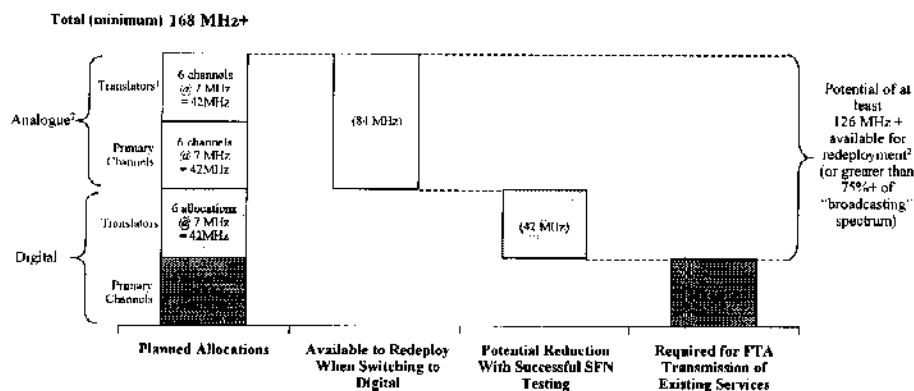 Total (minimum) 168 MHz+
Analogue²
Translators¹
6 channels
@ 7 MHz
= 42MHz
Primary
Channels
6 channels
@ 7 MHz
= 42MHz
Digital
Translators
6 allocations
@ 7 MHz
= 42MHz
Primary
Channels
(84 MHz)
(42 MHz)
Potential of at
least
126 MHz +
available for
redeployment²
(or greater than
75%+ of
"broadcasting"
spectrum)
Planned Allocations
Available to Redeploy
When Switching to
Digital
Potential Reduction
With Successful SFN
Testing
Required for FTA
Transmission of
Existing Services